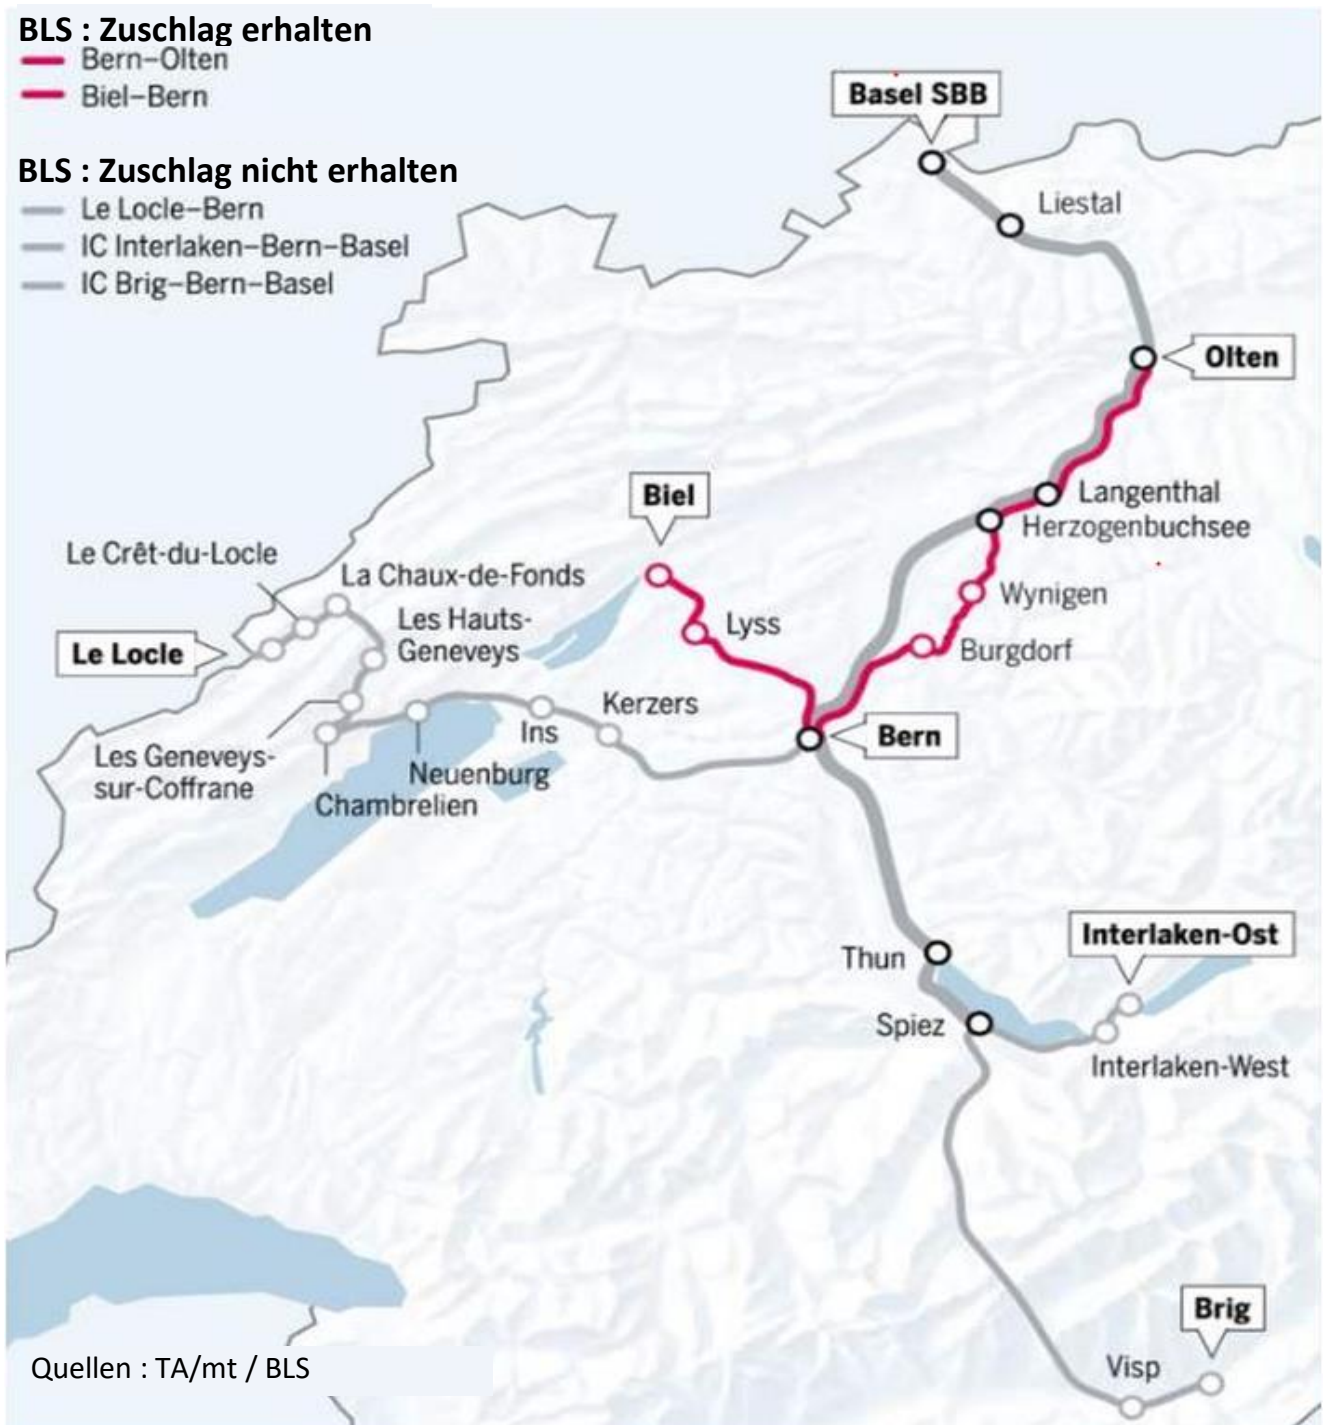 BLS : Zuschlag erhalten
Bern–Olten
Biel–Bern
BLS : Zuschlag nicht erhalten
Le Locle–Bern
IC Interlaken–Bern–Basel
IC Brig–Bern–Basel
Basel SBB
Liestal
Olten
Biel
Langenthal
Herzogenbuchsee
Le Crêt-du-Locle
La Chaux-de-Fonds
Wynigen
Les Hauts-
Geneveys
Lyss
Le Locle
Burgdorf
Kerzers
Ins
Bern
Les Geneveys-
sur-Coffrane
Neuenburg
Chambrelien
Interlaken-Ost
Thun
Spiez
Interlaken-West
Brig
Visp
Quellen : TA/mt / BLS